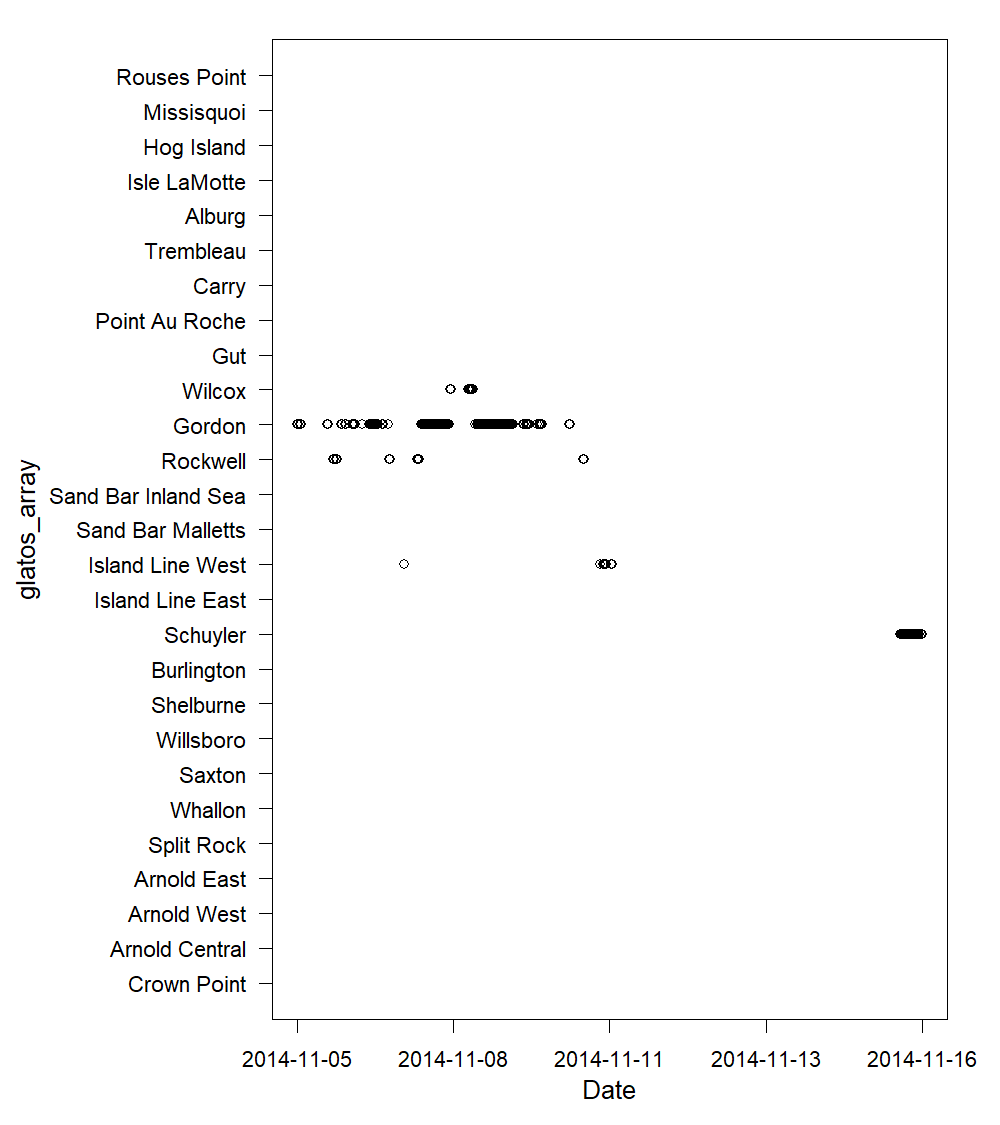 Rouses Point
Missisquoi
Hog Island
Isle LaMotte
Alburg
Trembleau
Carry
Point Au Roche
Gut
Wilcox
Gordon
Rockwell
Sand Bar Inland Sea
Sand Bar Malletts
Island Line West
Island Line East
Schuyler
Burlington
Shelburne
Willsboro
Saxton
Whallon
Split Rock
Arnold East
Arnold West
Arnold Central
Crown Point
glatos_array
2014-11-05 2014-11-08 2014-11-11 2014-11-13 2014-11-16
Date